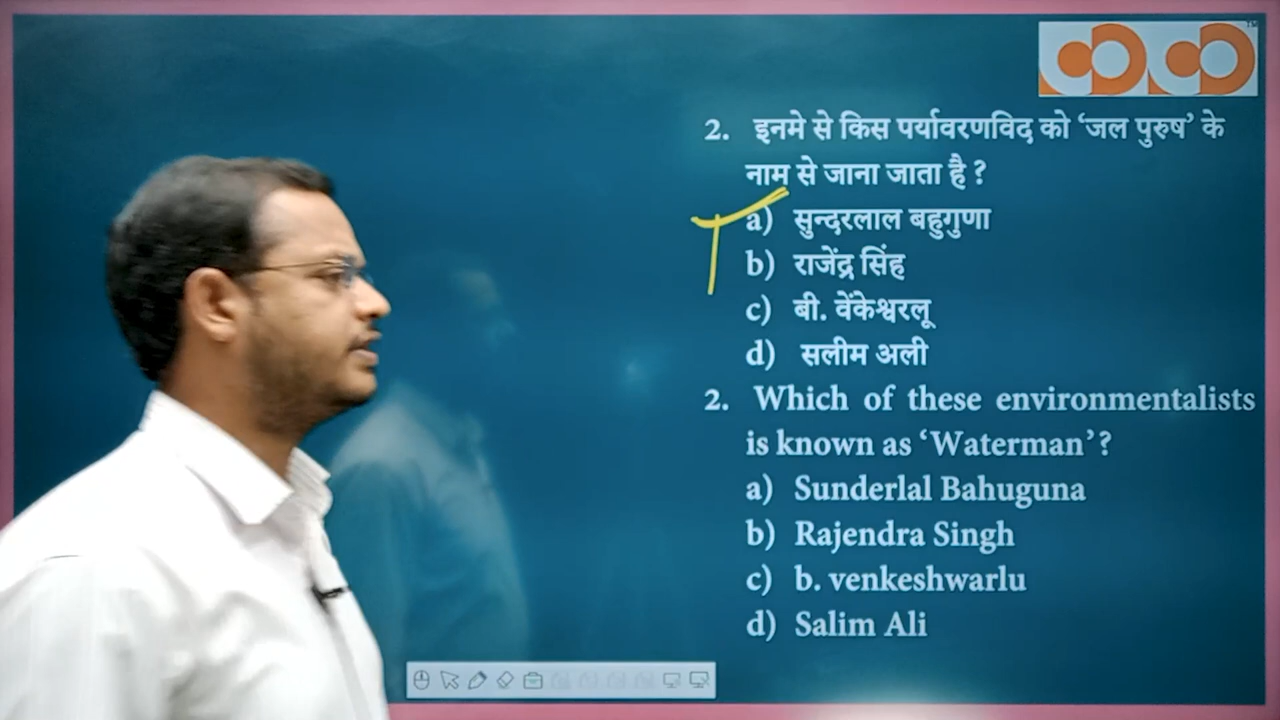 2. इनमे से किस पर्यावरणविद को ‘जल पुरुष’ के
नाम से जाना जाता है ?
a) सुन्दरलाल बहुगुणा
b) राजेंद्र सिंह
c) बी. वेंकेश्वरलू
d) सलीम अली
2. Which of these environmentalists
is known as ‘Waterman’?
a) Sunderlal Bahuguna
b) Rajendra Singh
c) b. venkeshwarlu
d) Salim Ali